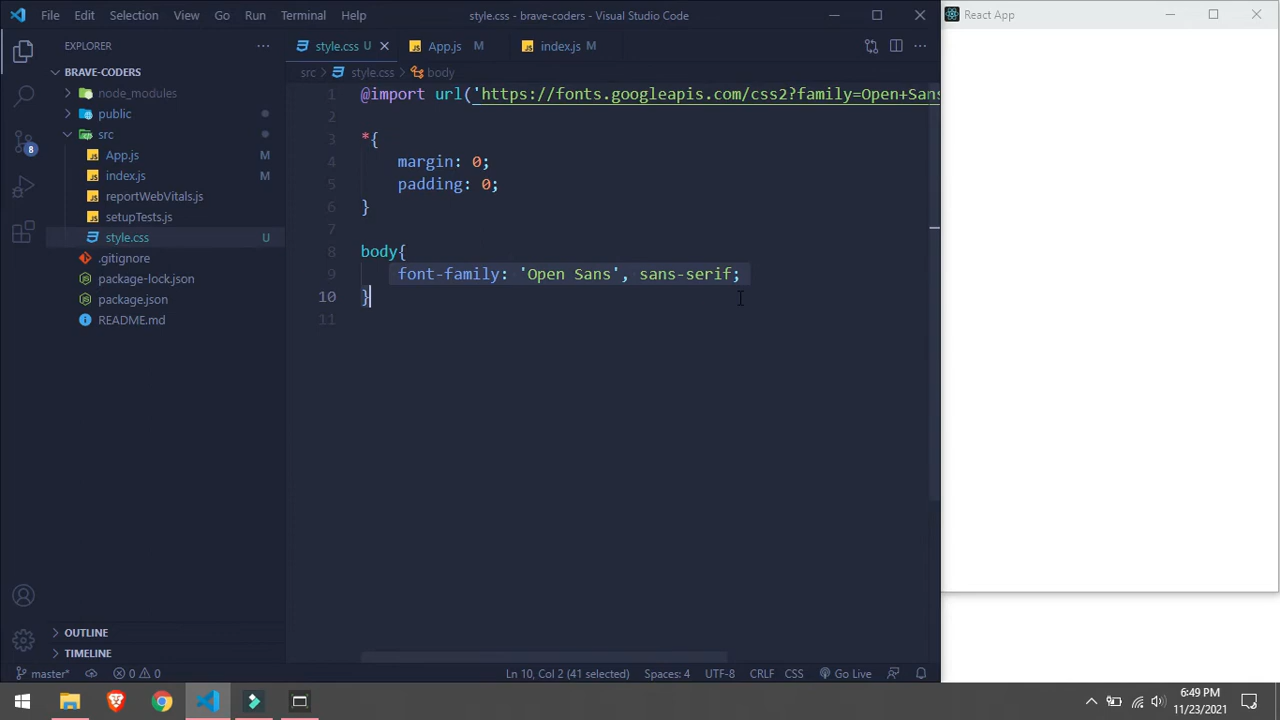 File Edit Selection View Go Run Terminal Help style.css - brave-coders - Visual Studio Code
React App
EXPLORER
style.css U
App.js M
index.js M
BRAVE-CODERS
src > style.css > body
node_modules
public
src
App.js M
index.js M
reportWebVitals.js
setupTests.js
style.css U
.gitignore
package-lock.json
package.json
README.md
8
1 @import url('https://fonts.googleapis.com/css2?family=Open+Sans
2
3 *{
4 margin: 0;
5 padding: 0;
6 }
7
8 body{
9 font-family: 'Open Sans', sans-serif;
10 }
11
OUTLINE
TIMELINE
master* 0 0 Ln 10, Col 2 (41 selected) Spaces: 4 UTF-8 CRLF CSS Go Live
6:49 PM
11/23/2021